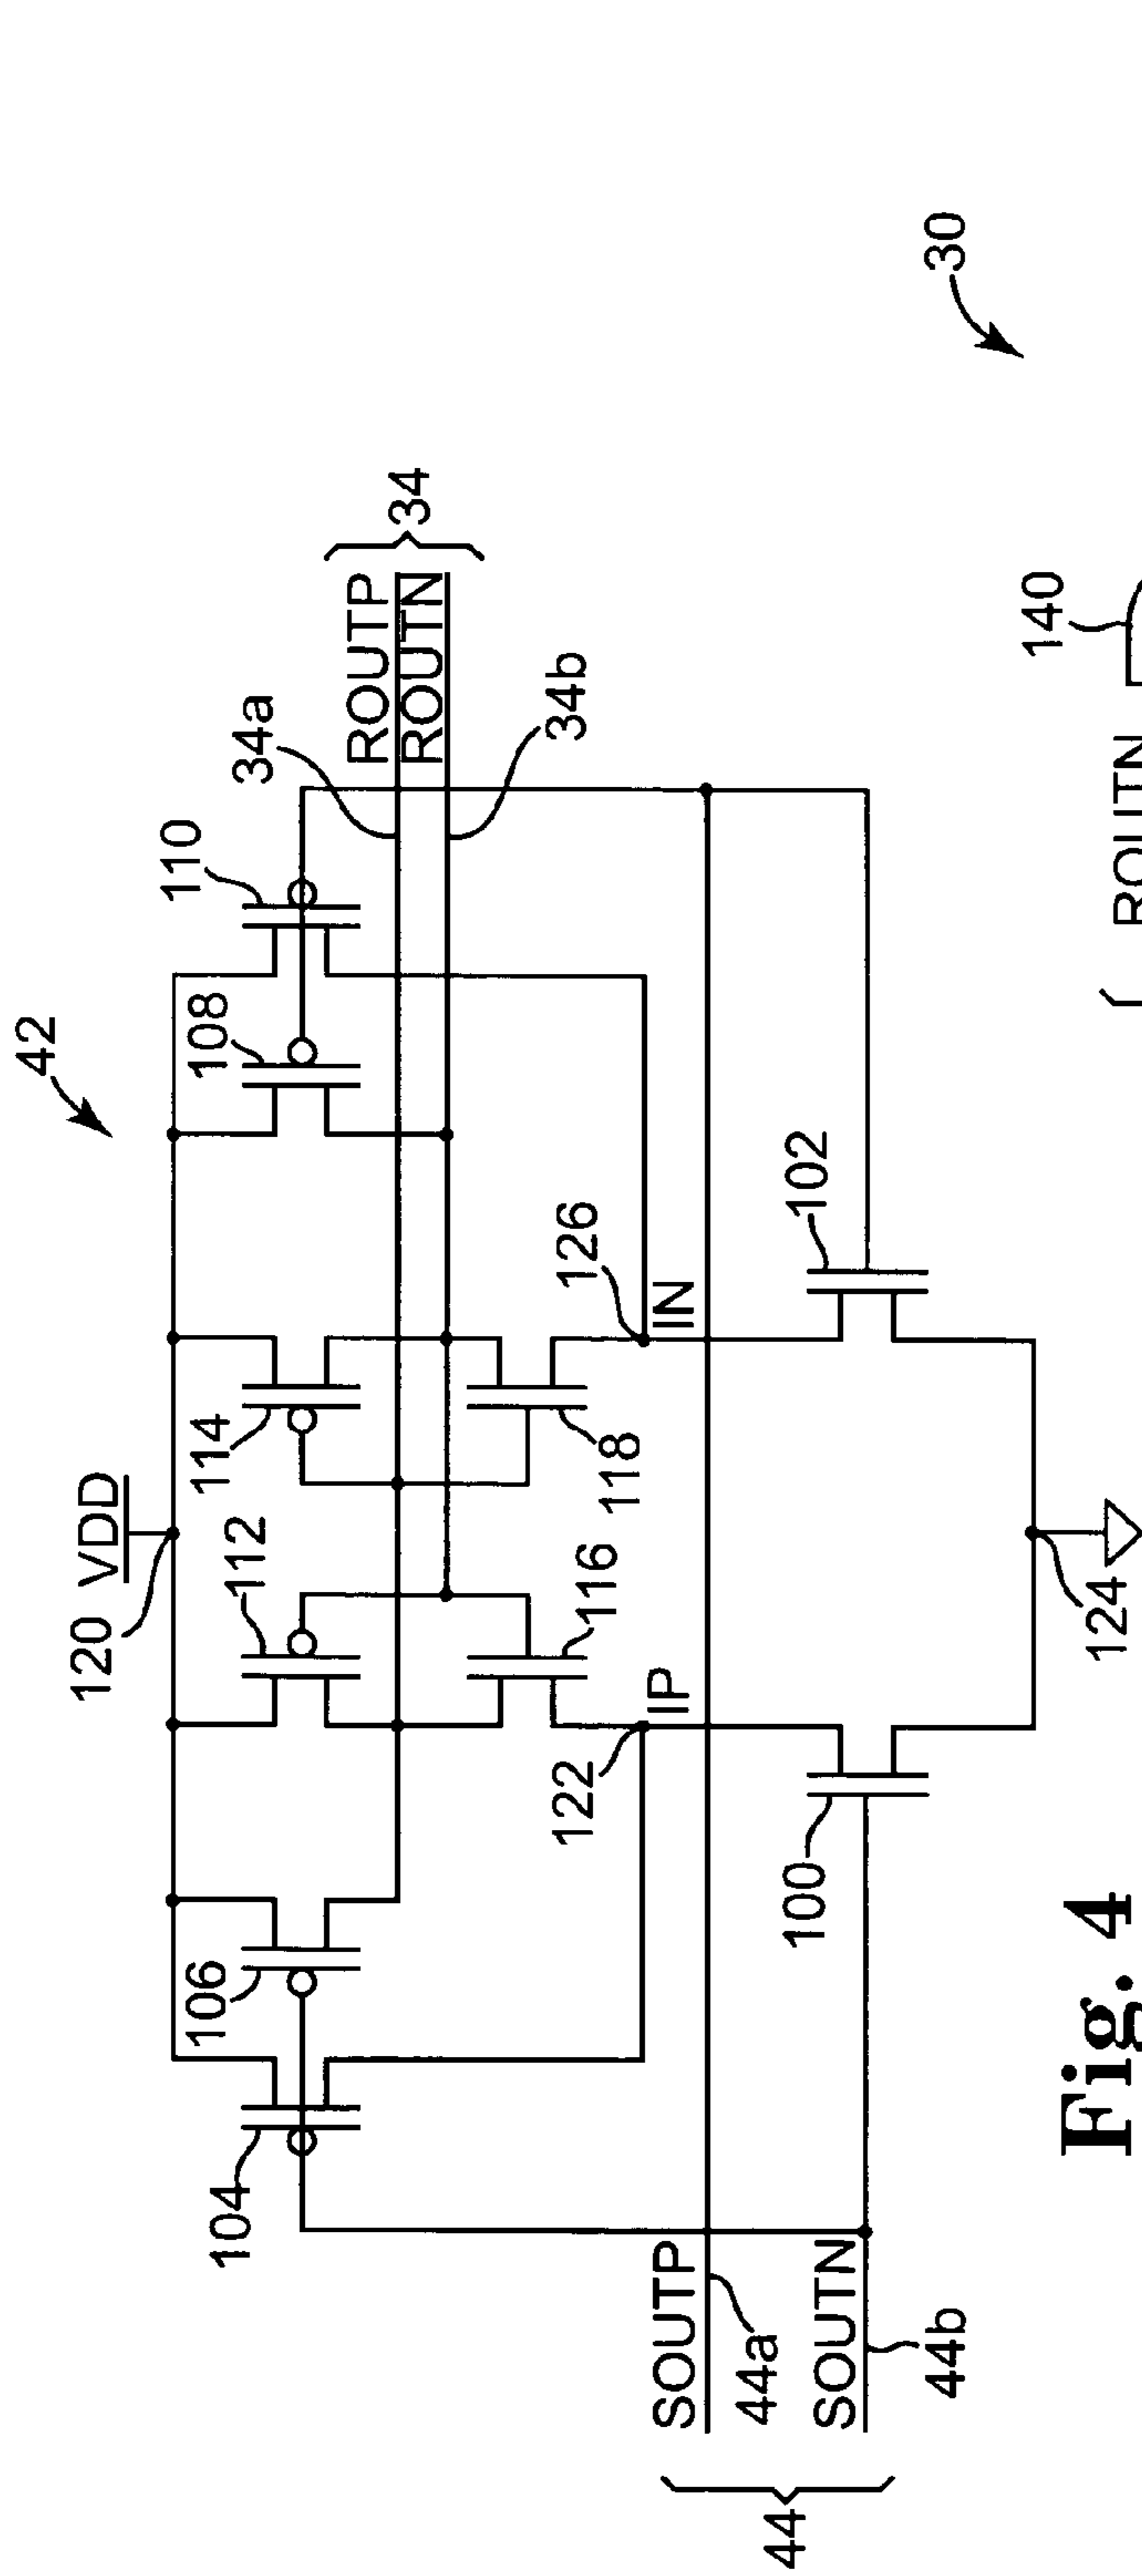 42
120 VDD
104
106
112
114
108
110
34a
ROUTP
ROUTN
34
34b
116
118
122
IP
126
IN
SOUTP
44a
SOUTN
44b
44
100
102
124
30
Fig. 4
140
ROUTN